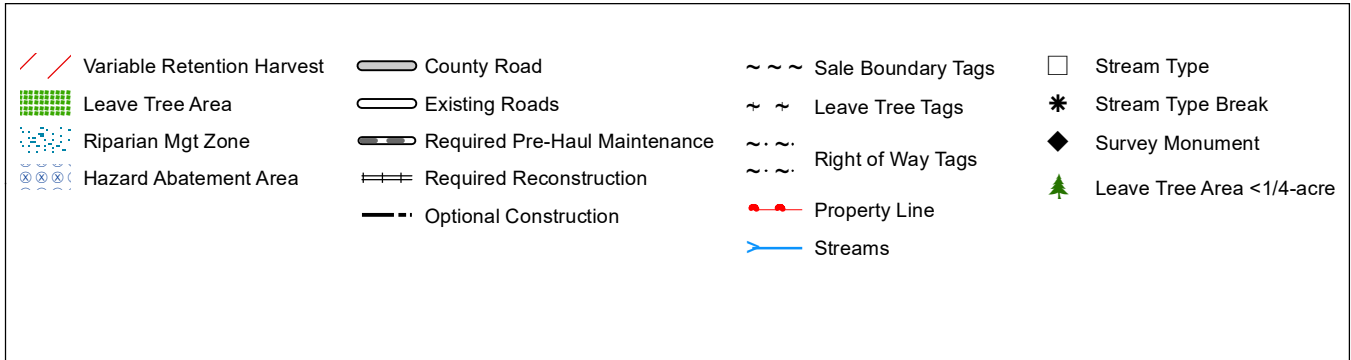 Variable Retention Harvest
Leave Tree Area
Riparian Mgt Zone
Hazard Abatement Area
County Road
Existing Roads
Required Pre-Haul Maintenance
Required Reconstruction
Optional Construction
Sale Boundary Tags
Leave Tree Tags
Right of Way Tags
Property Line
Streams
Stream Type
Stream Type Break
Survey Monument
Leave Tree Area <1/4-acre